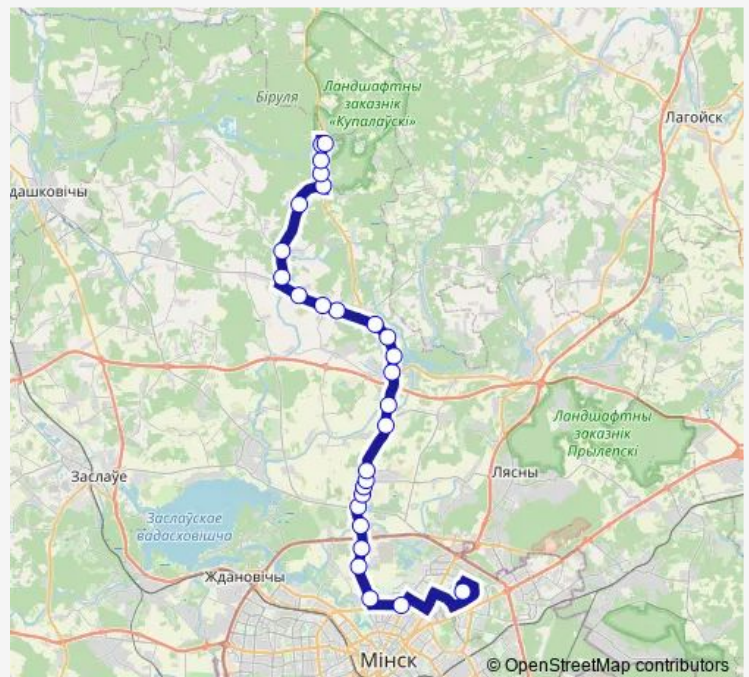 Ландшафтны
заказнік
«Купалаўскі»
Біруля
Лагойск
дашковічы
Ландшафтны
заказнік
Прылепскі
Лясны
Заслаўе
Заслаўскае
вадасховішча
Ждановічы
Мінск
© OpenStreetMap contributors